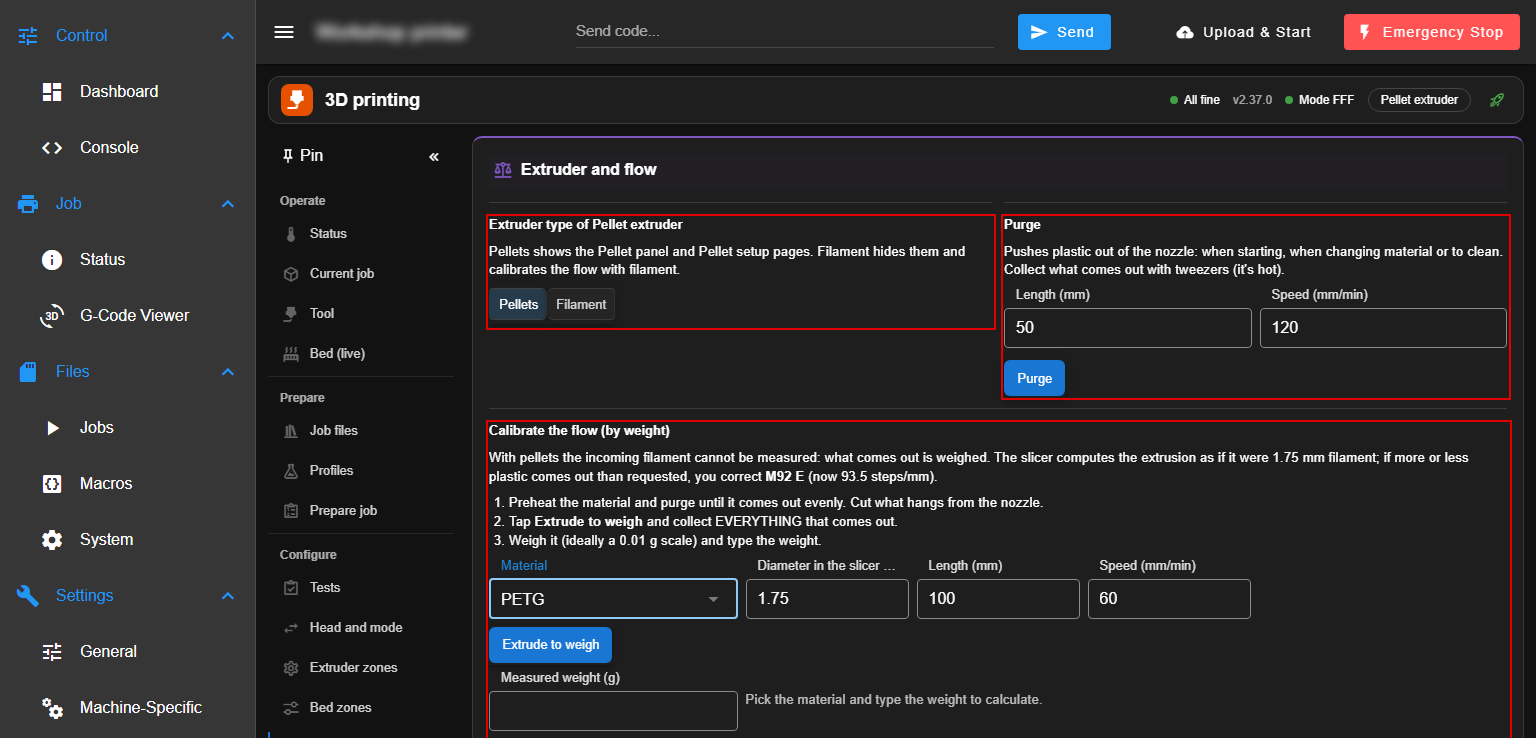 Control
Dashboard
Console
Job
Status
G-Code Viewer
Files
Jobs
Macros
System
Settings
General
Machine-Specific
Send code...
Send
Upload & Start
Emergency Stop
3D printing
All fine
v2.37.0
Mode FFF
Pellet extruder
Pin
Operate
Status
Current job
Tool
Bed (live)
Prepare
Job files
Profiles
Prepare job
Configure
Tests
Head and mode
Extruder zones
Bed zones
Extruder and flow
Extruder type of Pellet extruder
Pellets shows the Pellet panel and Pellet setup pages. Filament hides them and
calibrates the flow with filament.
Pellets
Filament
Purge
Pushes plastic out of the nozzle: when starting, when changing material or to clean.
Collect what comes out with tweezers (it's hot).
Length (mm)
Speed (mm/min)
50
120
Purge
Calibrate the flow (by weight)
With pellets the incoming filament cannot be measured: what comes out is weighed. The slicer computes the extrusion as if it were 1.75 mm filament; if more or less
plastic comes out than requested, you correct M92 E (now 93.5 steps/mm).
1. Preheat the material and purge until it comes out evenly. Cut what hangs from the nozzle.
2. Tap Extrude to weigh and collect EVERYTHING that comes out.
3. Weigh it (ideally a 0.01 g scale) and type the weight.
Material
Diameter in the slicer ...
Length (mm)
Speed (mm/min)
PETG
1.75
100
60
Extrude to weigh
Measured weight (g)
Pick the material and type the weight to calculate.